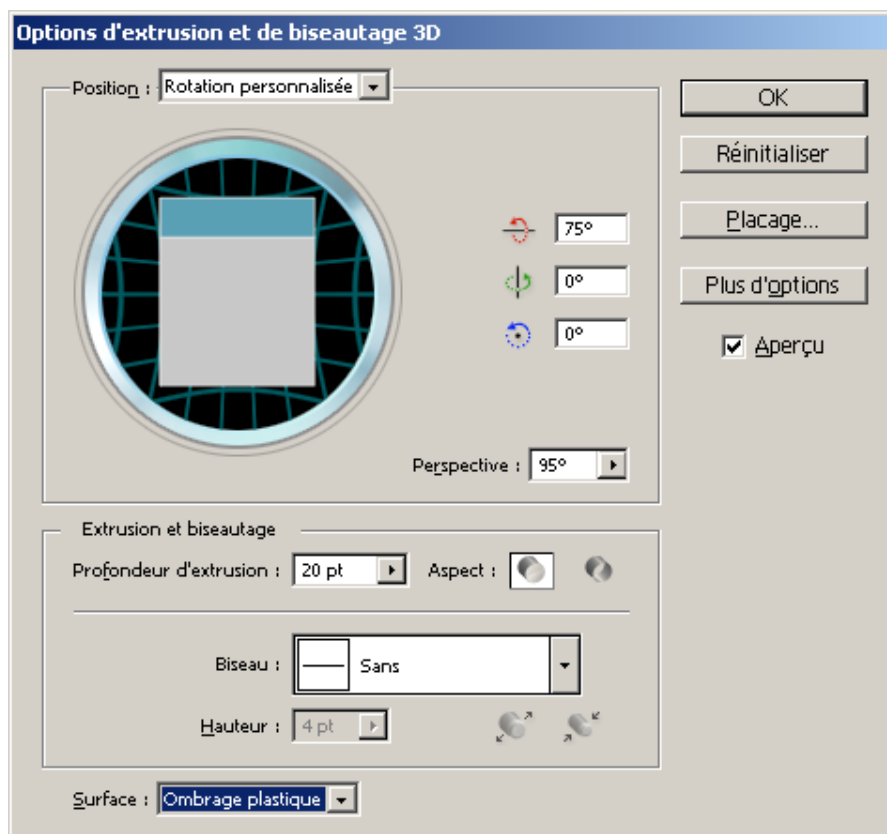 Options d'extrusion et de biseautage 3D
Position : Rotation personnalisée
OK
Réinitialiser
Placage...
Plus d'options
Aperçu
75°
0°
0°
Perspective : 95°
Extrusion et biseautage
Profondeur d'extrusion : 20 pt Aspect :
Biseau : Sans
Hauteur : 4 pt
Surface : Ombrage plastique